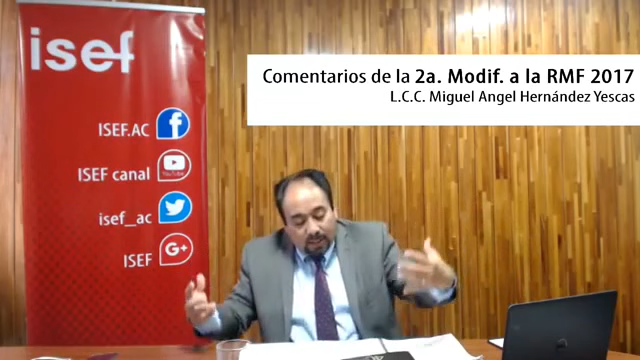 isef
ISEF.AC
ISEF canal
YOUTUBE
isef_ac
ISEF
G+
Comentarios de la 2a. Modif. a la RMF 2017
L.C.C. Miguel Angel Hernández Yescas